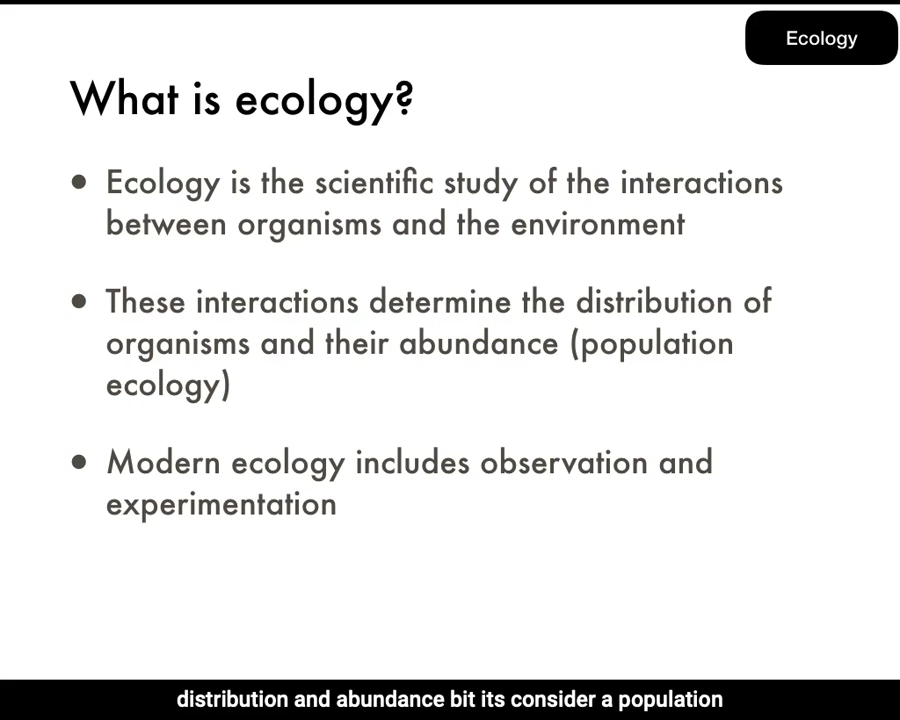 Ecology
What is ecology?
• Ecology is the scientific study of the interactions
between organisms and the environment
• These interactions determine the distribution of
organisms and their abundance (population
ecology)
• Modern ecology includes observation and
experimentation
distribution and abundance bit its consider a population